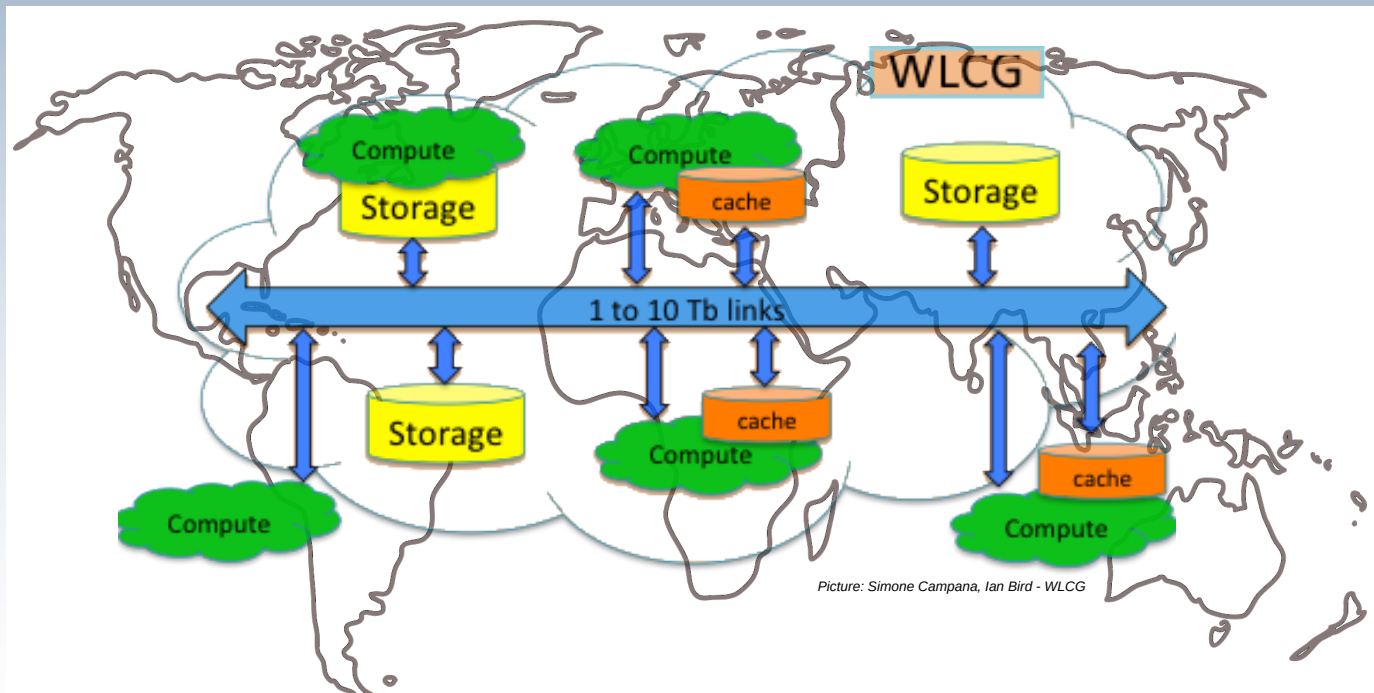 WLCG
Compute
Storage
Compute
cache
Storage
1 to 10 Tb links
Storage
cache
Compute
Compute
cache
Compute
Picture: Simone Campana, Ian Bird - WLCG